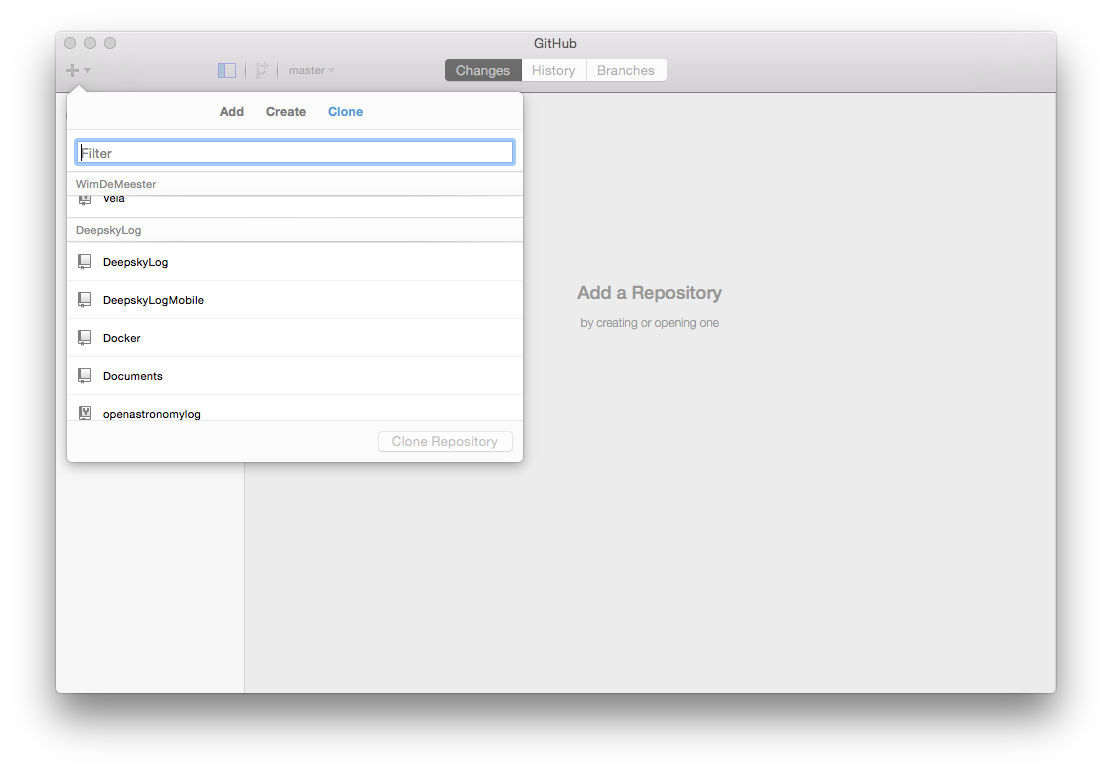 GitHub
master
Changes
History
Branches
Add
Create
Clone
Filter
WimDeMeester
Vela
DeepskyLog
DeepskyLog
DeepskyLogMobile
Docker
Documents
openastronomylog
Clone Repository
Add a Repository
by creating or opening one